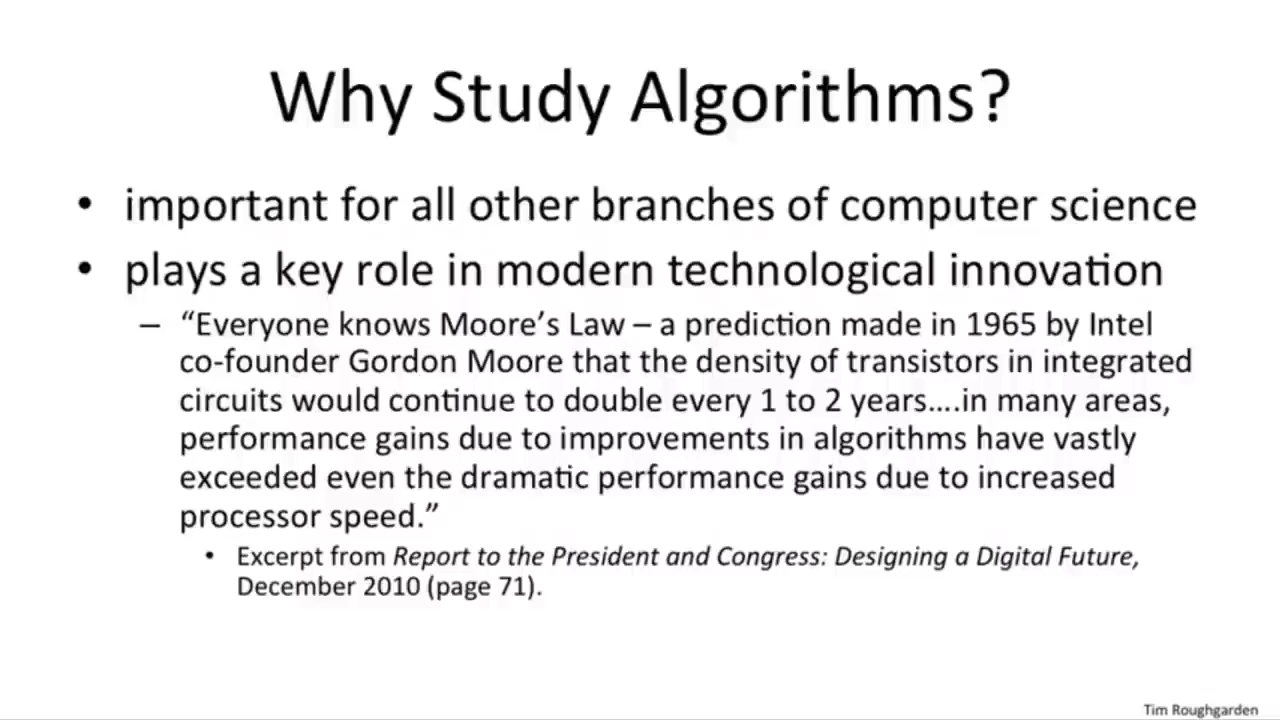 Why Study Algorithms?
• important for all other branches of computer science
• plays a key role in modern technological innovation
– “Everyone knows Moore’s Law – a prediction made in 1965 by Intel
co-founder Gordon Moore that the density of transistors in integrated
circuits would continue to double every 1 to 2 years….in many areas,
performance gains due to improvements in algorithms have vastly
exceeded even the dramatic performance gains due to increased
processor speed.”
• Excerpt from Report to the President and Congress: Designing a Digital Future,
December 2010 (page 71).
Tim Roughgarden